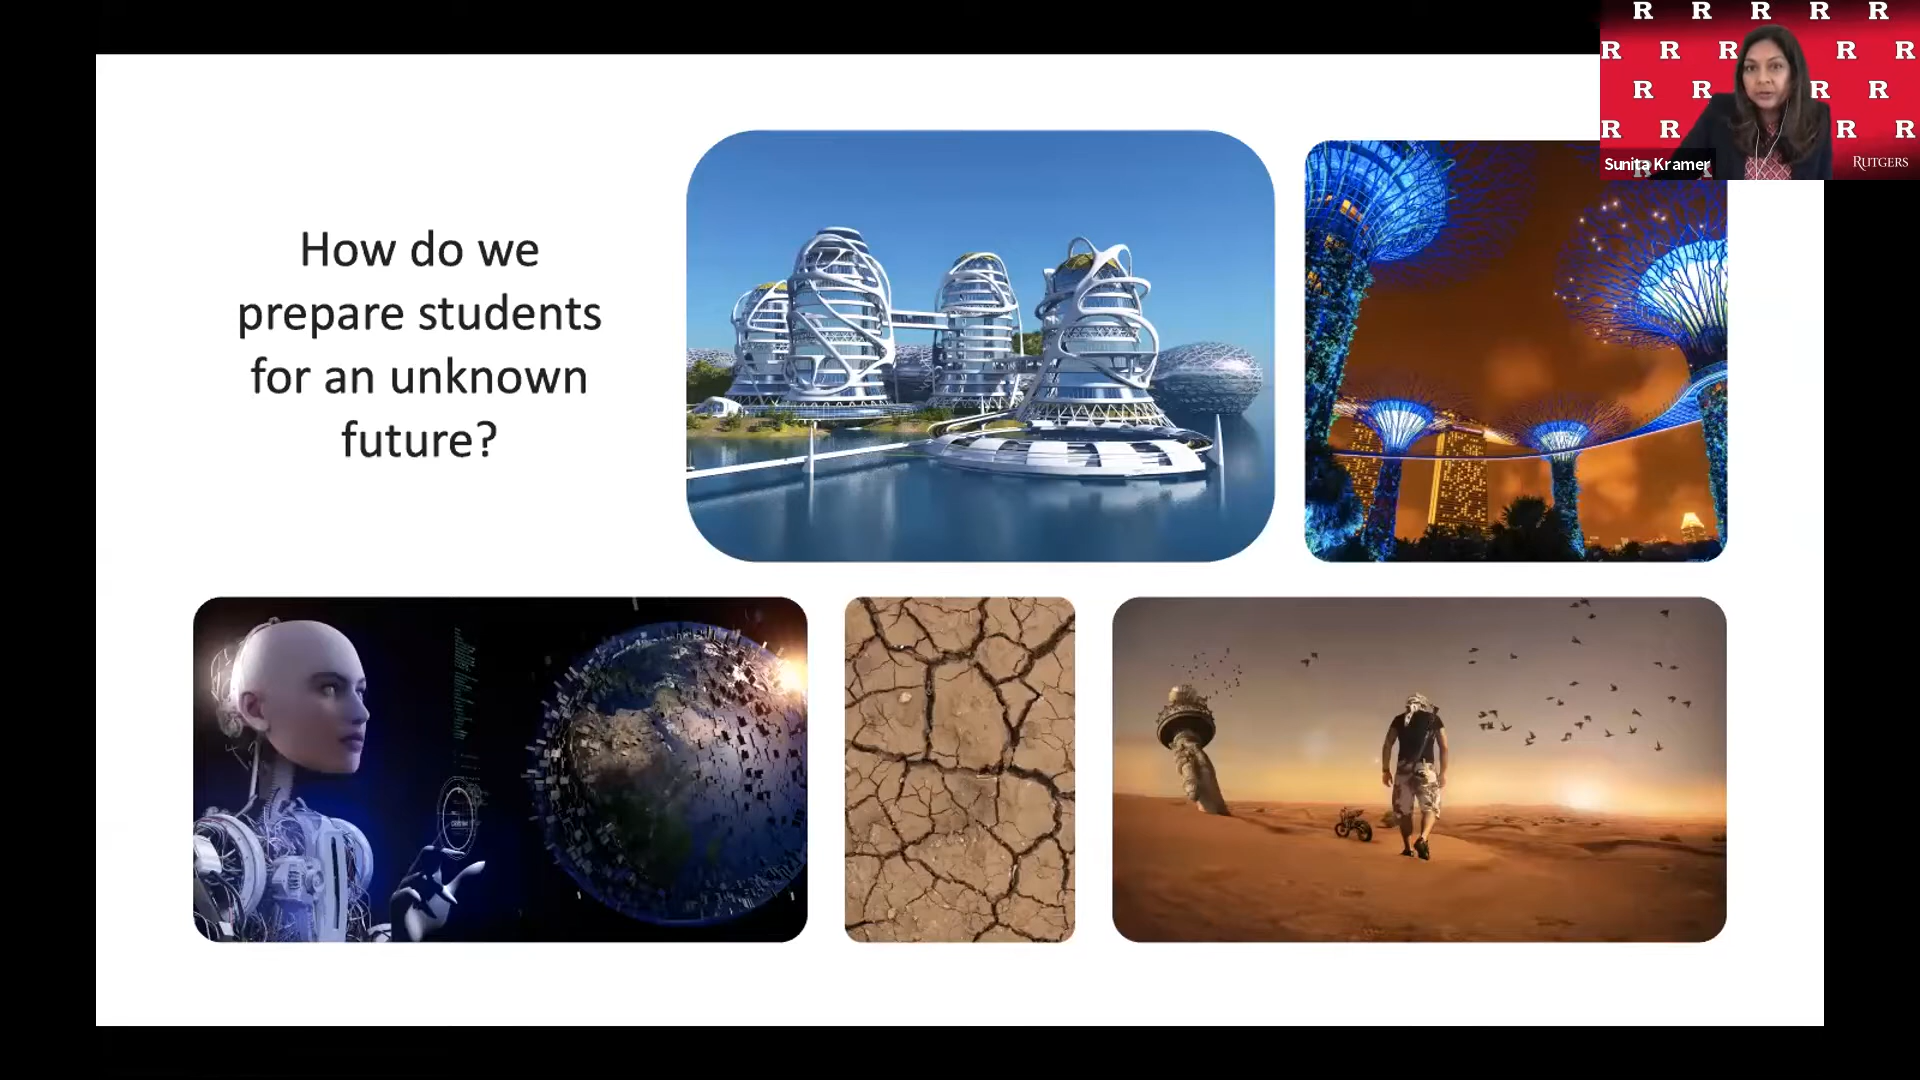 How do we
prepare students
for an unknown
future?
R R R R R
R R R R R
R R R R
R R R R
Sunita Kramer
RUTGERS